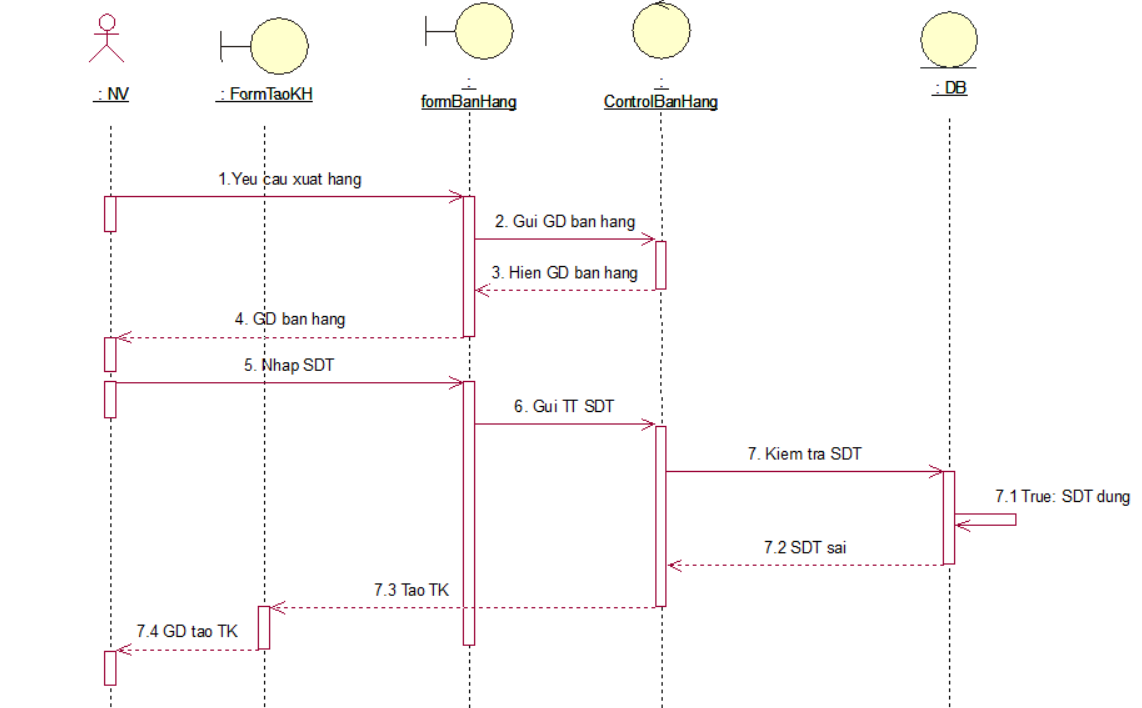 : NV
: FormTaoKH
:
formBanHang
:
ControlBanHang
: DB
1.Yeu cau xuat hang
2. Gui GD ban hang
3. Hien GD ban hang
4. GD ban hang
5. Nhap SDT
6. Gui TT SDT
7. Kiem tra SDT
7.1 True: SDT dung
7.2 SDT sai
7.3 Tao TK
7.4 GD tao TK